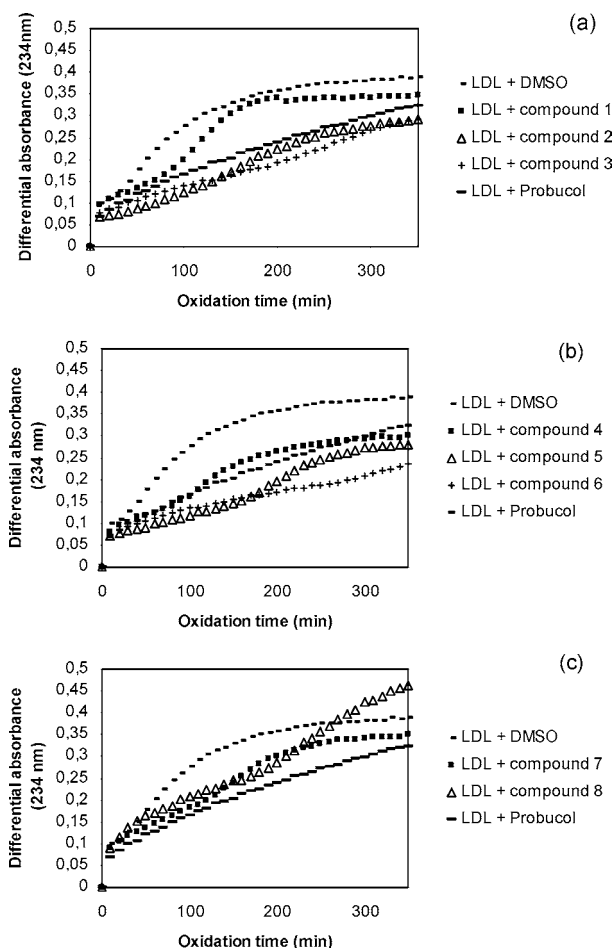 (a)
Differential absorbance (234nm)
0,5
0,45
0,4
0,35
0,3
0,25
0,2
0,15
0,1
0,05
0
0 100 200 300
Oxidation time (min)
LDL + DMSO
LDL + compound 1
LDL + compound 2
LDL + compound 3
LDL + Probucol
(b)
Differential absorbance
(234 nm)
0,5
0,45
0,4
0,35
0,3
0,25
0,2
0,15
0,1
0,05
0
0 100 200 300
Oxidation time (min)
LDL + DMSO
LDL + compound 4
LDL + compound 5
LDL + compound 6
LDL + Probucol
(c)
Differential absorbance
(234 nm)
0,5
0,45
0,4
0,35
0,3
0,25
0,2
0,15
0,1
0,05
0
0 100 200 300
Oxidation time (min)
LDL + DMSO
LDL + compound 7
LDL + compound 8
LDL + Probucol